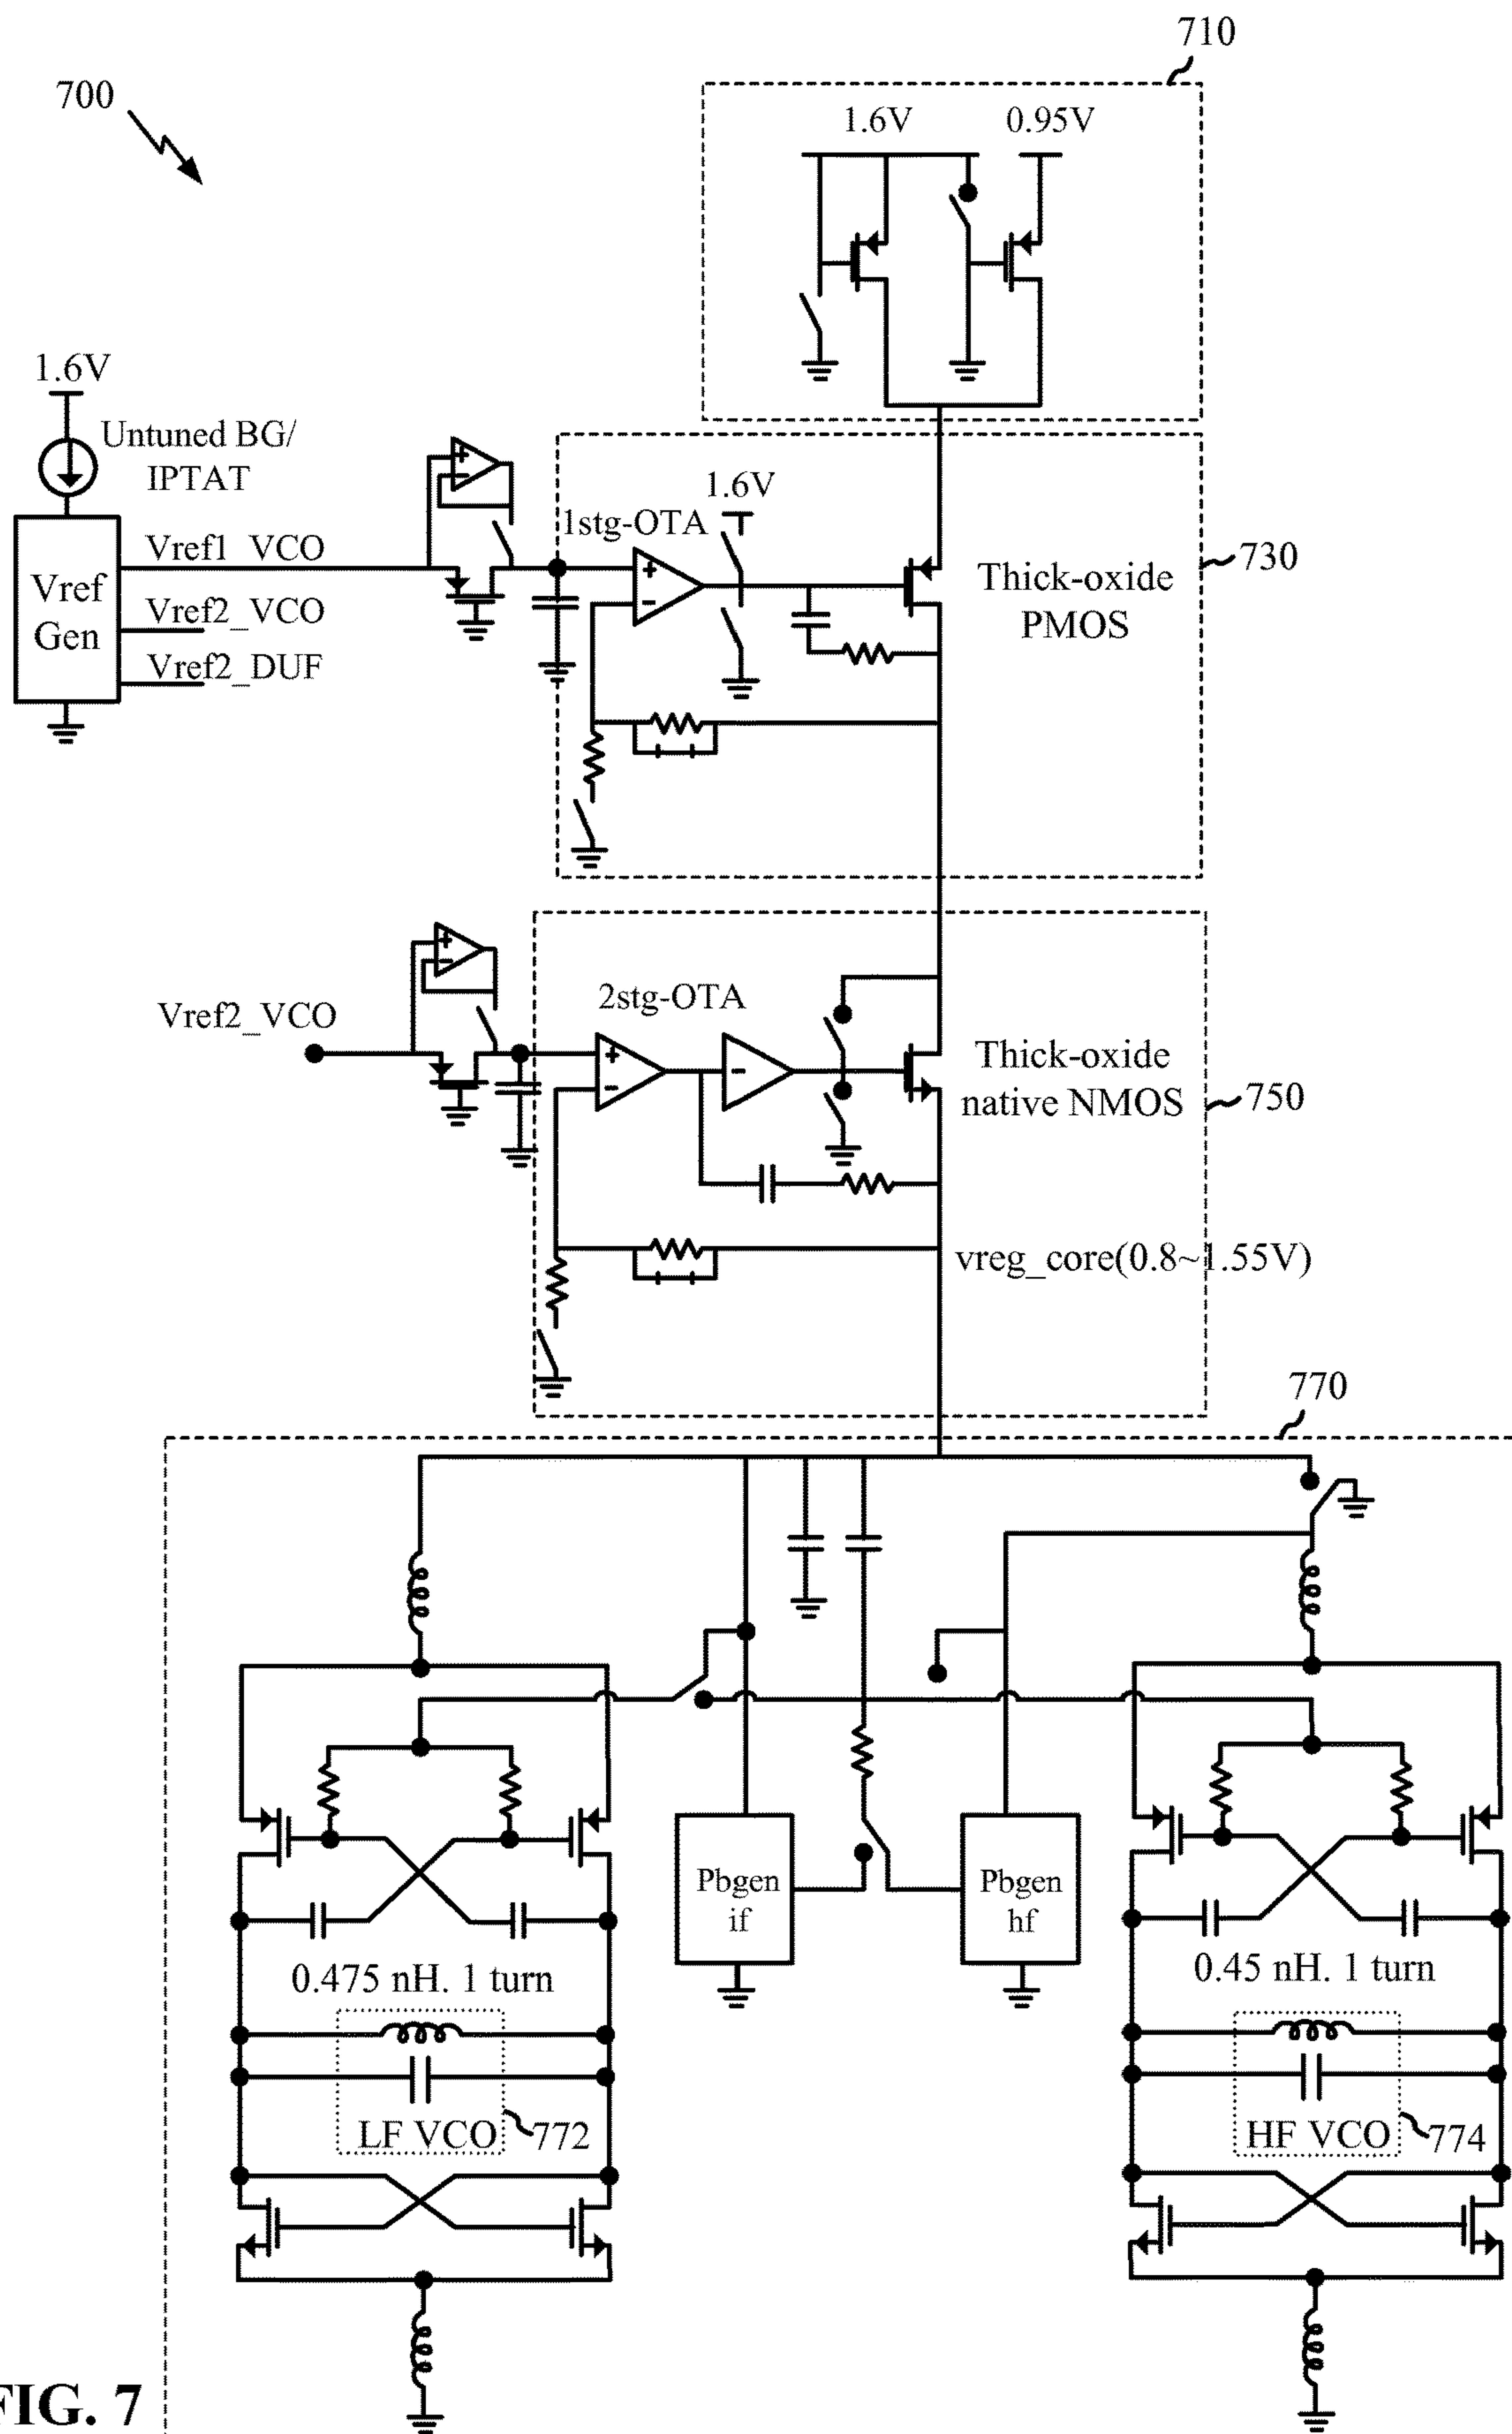 710
700
1.6V
0.95V
1.6V
Untuned BG/
IPTAT
1.6V
1stg-OTA
+
-
Vref1_VCO
Vref
Gen
Vref2_VCO
Vref2_DUF
+
-
Thick-oxide
PMOS
730
+
-
2stg-OTA
Vref2_VCO
+
-
-
Thick-oxide
native NMOS
750
vreg_core(0.8~1.55V)
770
Pbgen
if
Pbgen
hf
0.475 nH. 1 turn
0.45 nH. 1 turn
LF VCO
772
HF VCO
774
FIG. 7